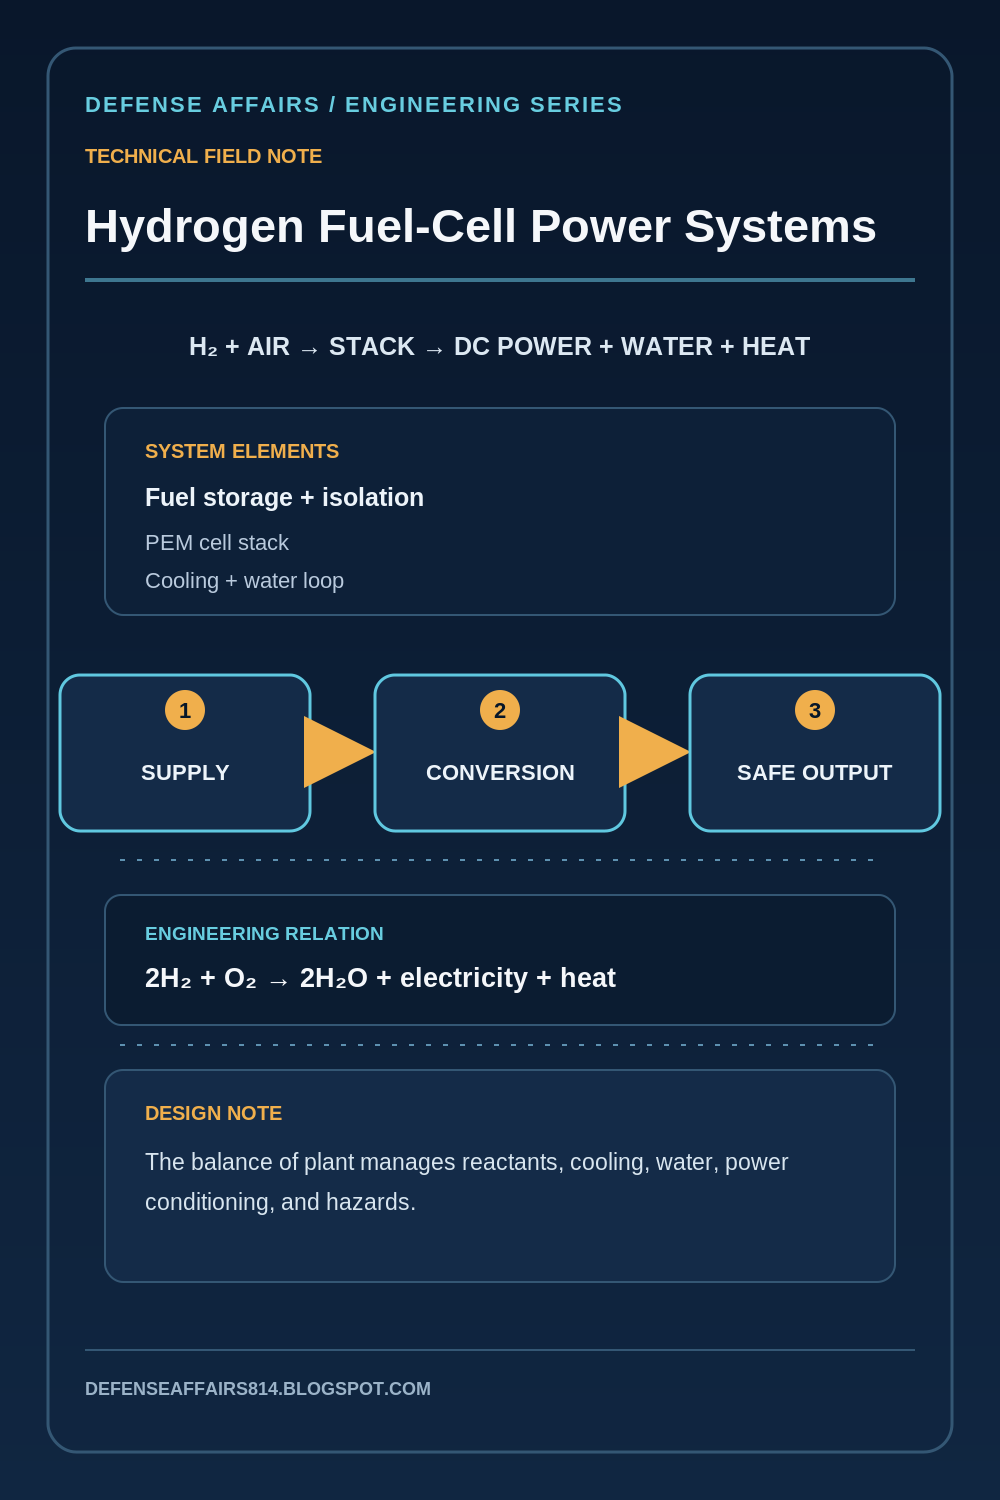 DEFENSE AFFAIRS / ENGINEERING SERIES
TECHNICAL FIELD NOTE
Hydrogen Fuel-Cell Power Systems
H₂ + AIR → STACK → DC POWER + WATER + HEAT
SYSTEM ELEMENTS
Fuel storage + isolation
PEM cell stack
Cooling + water loop
1
SUPPLY
2
CONVERSION
3
SAFE OUTPUT
ENGINEERING RELATION
2H₂ + O₂ → 2H₂O + electricity + heat
DESIGN NOTE
The balance of plant manages reactants, cooling, water, power
conditioning, and hazards.
DEFENSEAFFAIRS814.BLOGSPOT.COM